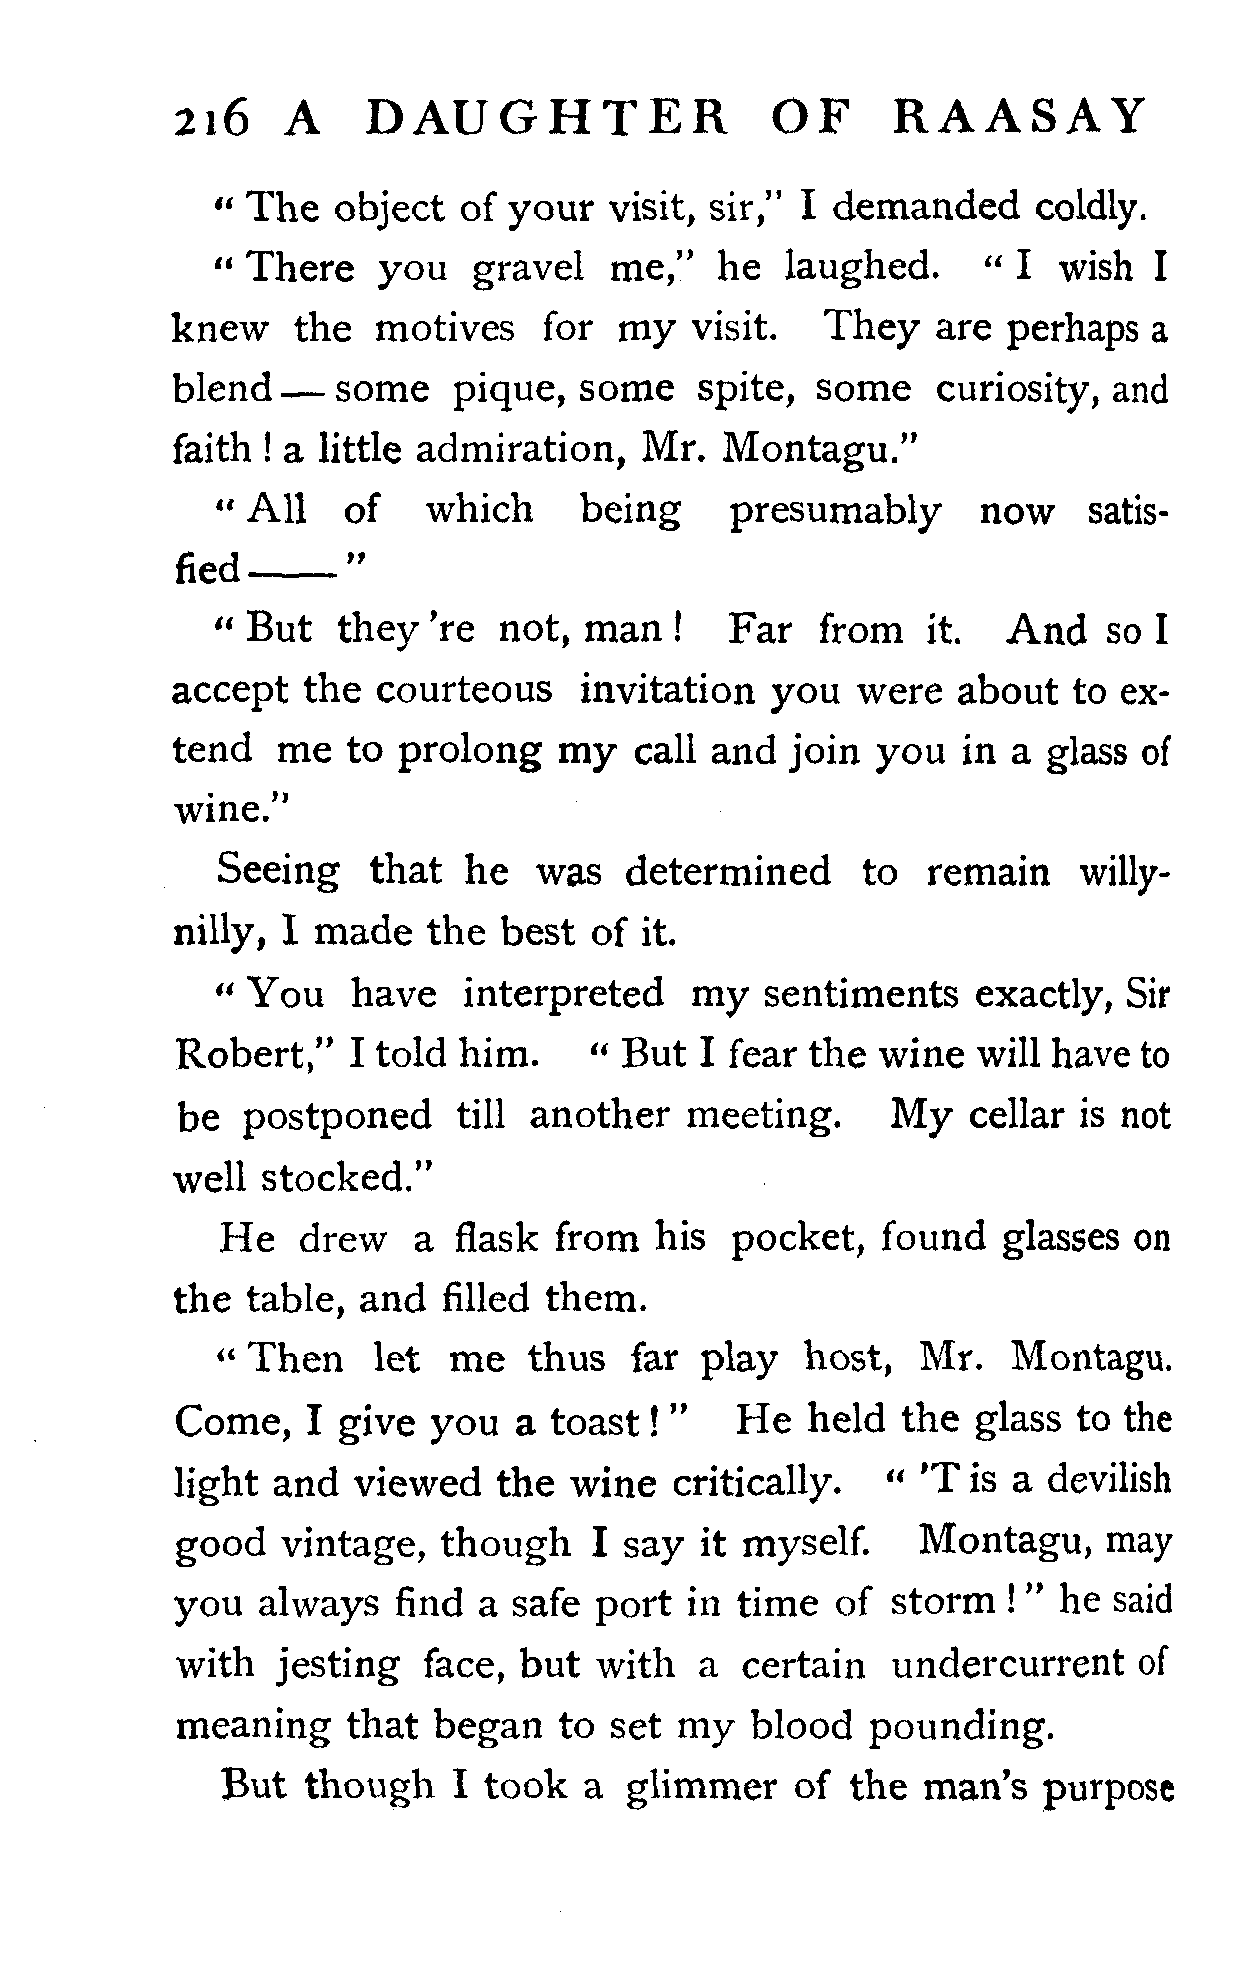 216 A DAUGHTER OF RAASAY
“ The object of your visit, sir,” I demanded coldly.
“ There you gravel me,” he laughed. “ I wish I
knew the motives for my visit. They are perhaps a
blend — some pique, some spite, some curiosity, and
faith ! a little admiration, Mr. Montagu.”
“ All of which being presumably now satis-
fied —— ”
“ But they 're not, man ! Far from it. And so I
accept the courteous invitation you were about to ex-
tend me to prolong my call and join you in a glass of
wine.”
Seeing that he was determined to remain willy-
nilly, I made the best of it.
“ You have interpreted my sentiments exactly, Sir
Robert,” I told him. “ But I fear the wine will have to
be postponed till another meeting. My cellar is not
well stocked.”
He drew a flask from his pocket, found glasses on
the table, and filled them.
“ Then let me thus far play host, Mr. Montagu.
Come, I give you a toast ! ” He held the glass to the
light and viewed the wine critically. “ 'T is a devilish
good vintage, though I say it myself. Montagu, may
you always find a safe port in time of storm ! ” he said
with jesting face, but with a certain undercurrent of
meaning that began to set my blood pounding.
But though I took a glimmer of the man's purpose